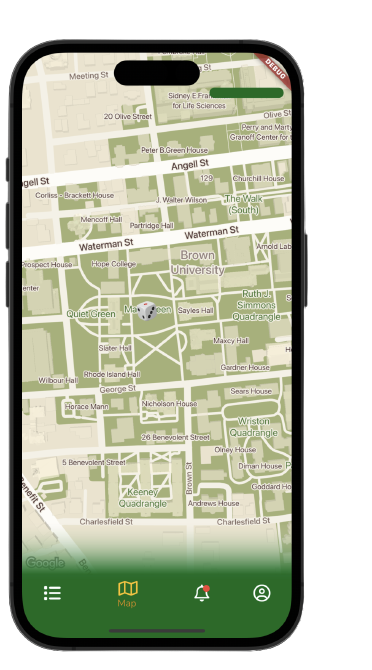 DEBUG
Meeting St
ng St
Sidney E Fra
for Life Sciences
20 Olive Street
Olive St
Perry and Marty
Granoff Center for t
Peter B Green House
Angell St
ngell St
129
Churchill House
Corliss - Brackett House
J. Walter Wilson
The Walk
(South)
Mencoff Hall
Partridge Hall
Waterman St
Waterman St
Arnold Lab
Brown
University
Prospect House
Hope College
enter
Ruth J.
Simmons
Quadrangle
Quiet Green
Ma
een
Sayles Hall
Slater Hall
Maxcy Hall
Gardner House
Rhode Island Hall
Wilbour Hall
George St
Sears House
Horace Mann
Nicholson House
Wriston
Quadrangle
26 Benevolent Street
Olney House
5 Benevolent Street
Diman House
Brown St
Goddard Ho
Keeney
Quadrangle
Andrews House
Benefit St
Charlesfield St
Charlesfield St
Google
Map